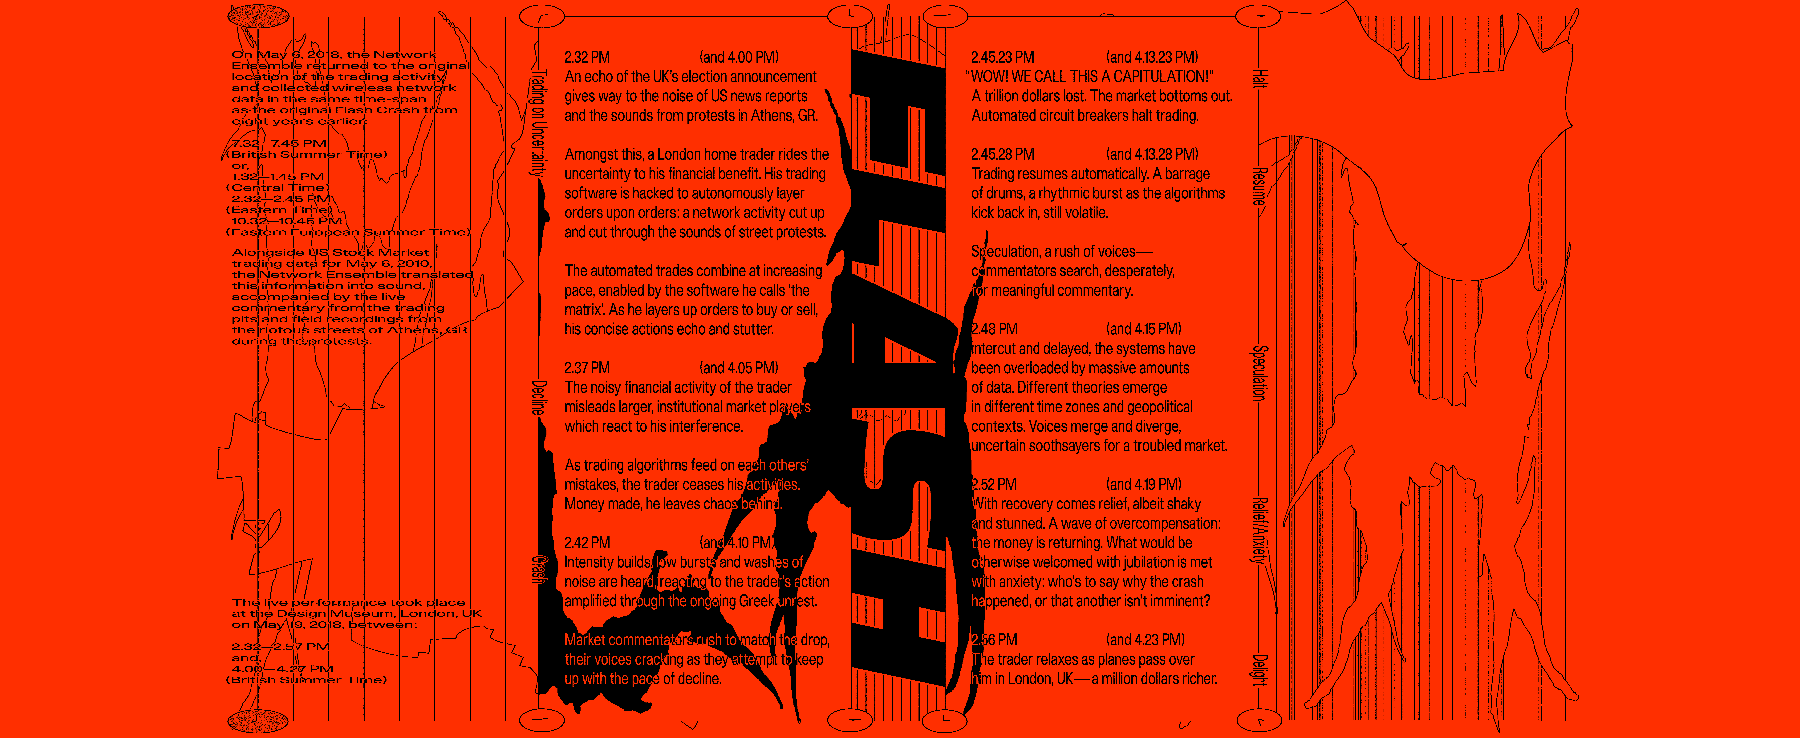 On May 6, 2018, the Network
Ensemble returned to the original
location of the trading activity,
and collected wireless network
data in the same time-span
as the original Flash Crash from
eight years earlier:
7.32–7.45 PM
(British Summer Time)
or,
1.32–1.45 PM
(Central Time)
2.32–2.45 PM
(Eastern Time)
10.32–10.45 PM
(Eastern European Summer Time)
Alongside US Stock Market
trading data for May 6, 2010,
the Network Ensemble translated
this information into sound,
accompanied by the live
commentary from the trading
pits and field recordings from
the riotous streets of Athens, GR
during the protests.
The live performance took place
at the Design Museum, London, UK
on May 19, 2018, between:
2.32–2.57 PM
and,
4.00–4.27 PM
(British Summer Time)
Trading on Uncertainty
Decline
Crash
2.32 PM (and 4.00 PM)
An echo of the UK's election announcement
gives way to the noise of US news reports
and the sounds from protests in Athens, GR.
Amongst this, a London home trader rides the
uncertainty to his financial benefit. His trading
software is hacked to autonomously layer
orders upon orders: a network activity cut up
and cut through the sounds of street protests.
The automated trades combine at increasing
pace, enabled by the software he calls 'the
matrix'. As he layers up orders to buy or sell,
his concise actions echo and stutter.
2.37 PM (and 4.05 PM)
The noisy financial activity of the trader
misleads larger, institutional market players
which react to his interference.
As trading algorithms feed on each others'
mistakes, the trader ceases his activities.
Money made, he leaves chaos behind.
2.42 PM (and 4.10 PM)
Intensity builds, low bursts and washes of
noise are heard, reacting to the trader's action
amplified through the ongoing Greek unrest.
Market commentators rush to match the drop,
their voices cracking as they attempt to keep
up with the pace of decline.
FLASH
2.45.23 PM (and 4.13.23 PM)
"WOW! WE CALL THIS A CAPITULATION!"
A trillion dollars lost. The market bottoms out.
Automated circuit breakers halt trading.
2.45.28 PM (and 4.13.28 PM)
Trading resumes automatically. A barrage
of drums, a rhythmic burst as the algorithms
kick back in, still volatile.
Speculation, a rush of voices—
commentators search, desperately,
for meaningful commentary.
2.48 PM (and 4.15 PM)
Intercut and delayed, the systems have
been overloaded by massive amounts
of data. Different theories emerge
in different time zones and geopolitical
contexts. Voices merge and diverge,
uncertain soothsayers for a troubled market.
2.52 PM (and 4.19 PM)
With recovery comes relief, albeit shaky
and stunned. A wave of overcompensation:
the money is returning. What would be
otherwise welcomed with jubilation is met
with anxiety: who's to say why the crash
happened, or that another isn't imminent?
2.56 PM (and 4.23 PM)
The trader relaxes as planes pass over
him in London, UK—a million dollars richer.
Halt
Resume
Speculation
Relief/Anxiety
Delight